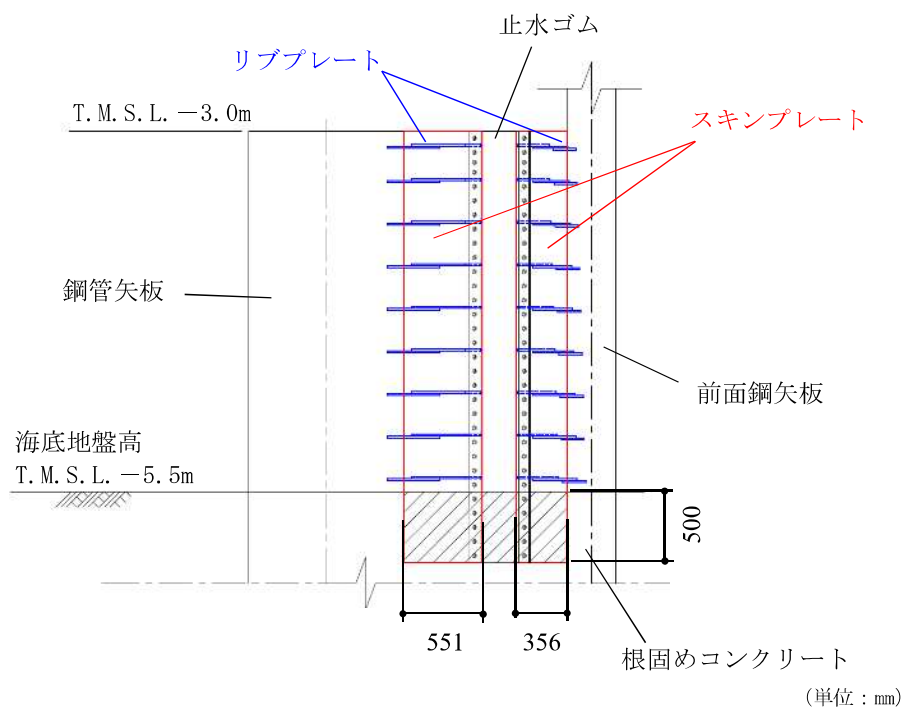 止水ゴム
リブプレート
T.M.S.L.－3.0m
スキンプレート
鋼管矢板
前面鋼矢板
海底地盤高
T.M.S.L.－5.5m
500
551
356
根固めコンクリート
(単位：mm)